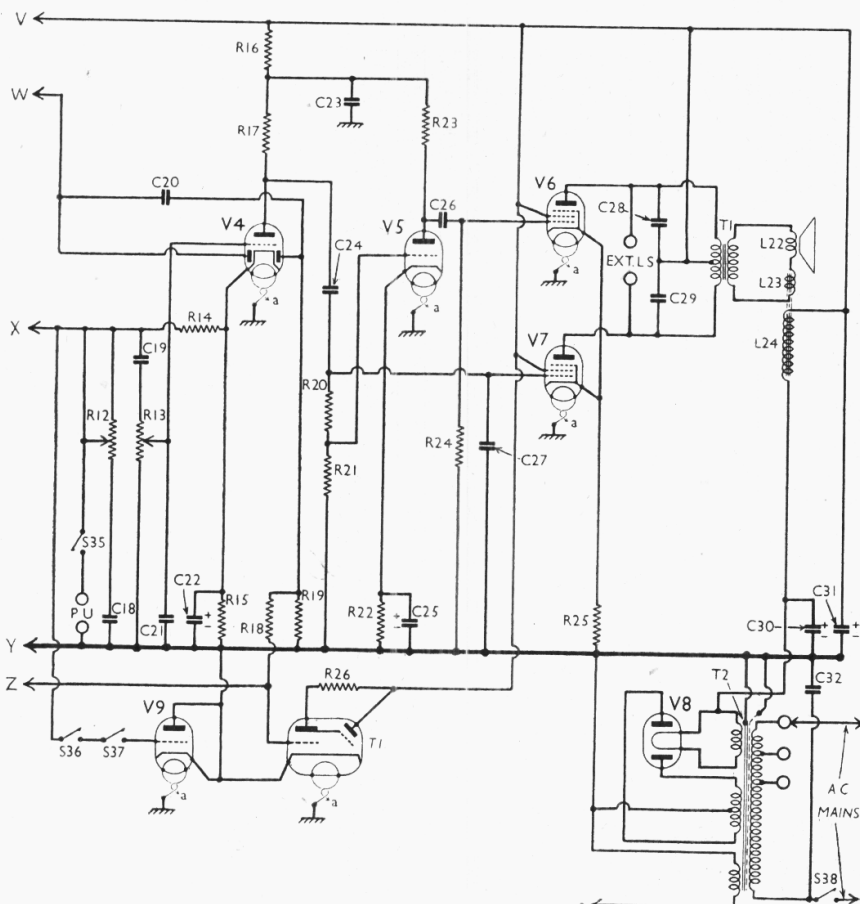 V
R16
W
C23
R17
R23
C20
V4
V5
C26
V6
C28
T1
L22
EXT.LS
L23
C24
a
a
a
C29
X
R14
V7
L24
C19
R20
R12
R13
a
R24
C27
R21
S35
C22
+
-
R15
R19
R22
+
-
C25
R25
C31
PU
C18
C21
R18
C30
+
-
+
-
Y
Z
R26
T2
C32
V9
V8
S36
S37
T1
a
a
AC
MAINS
S38